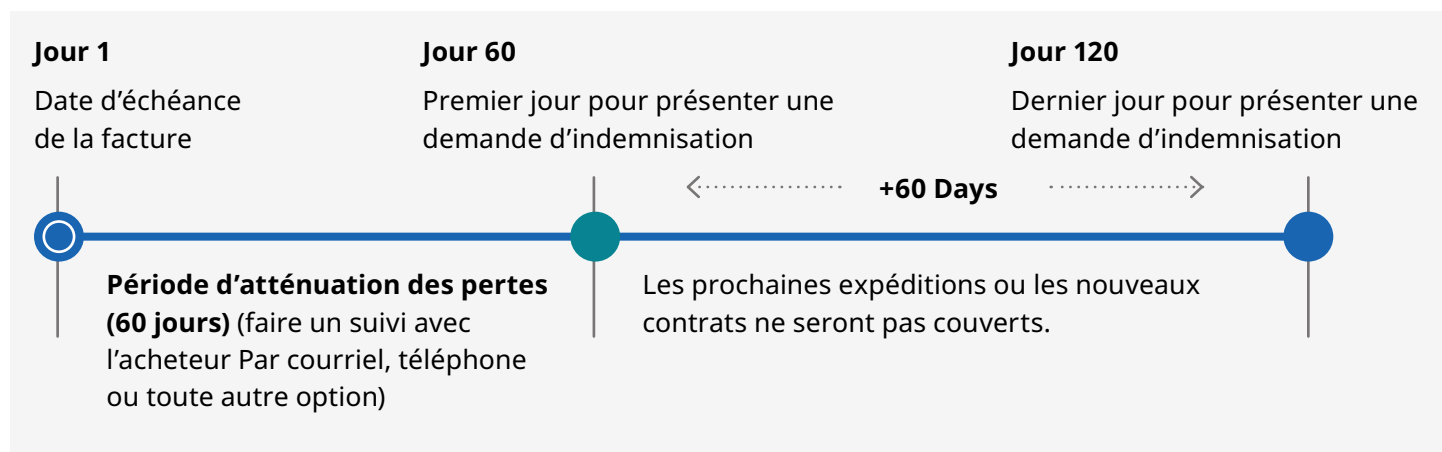 Jour 1
Date d’échéance
de la facture
Jour 60
Premier jour pour présenter une
demande d’indemnisation
Jour 120
Dernier jour pour présenter une
demande d’indemnisation
+60 Days
Période d’atténuation des pertes
(60 jours) (faire un suivi avec
l’acheteur Par courriel, téléphone
ou toute autre option)
Les prochaines expéditions ou les nouveaux
contrats ne seront pas couverts.